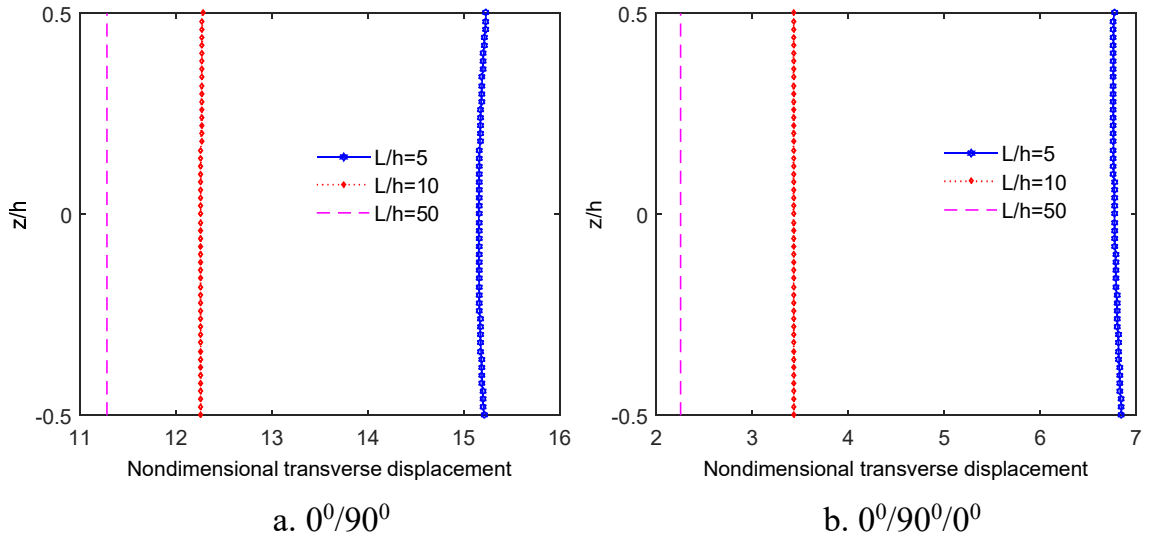 0.5
0
-0.5
z/h
L/h=5
L/h=10
L/h=50
11 12 13 14 15 16
Nondimensional transverse displacement
a. 0⁰/90⁰
0.5
0
-0.5
z/h
L/h=5
L/h=10
L/h=50
2 3 4 5 6 7
Nondimensional transverse displacement
b. 0⁰/90⁰/0⁰